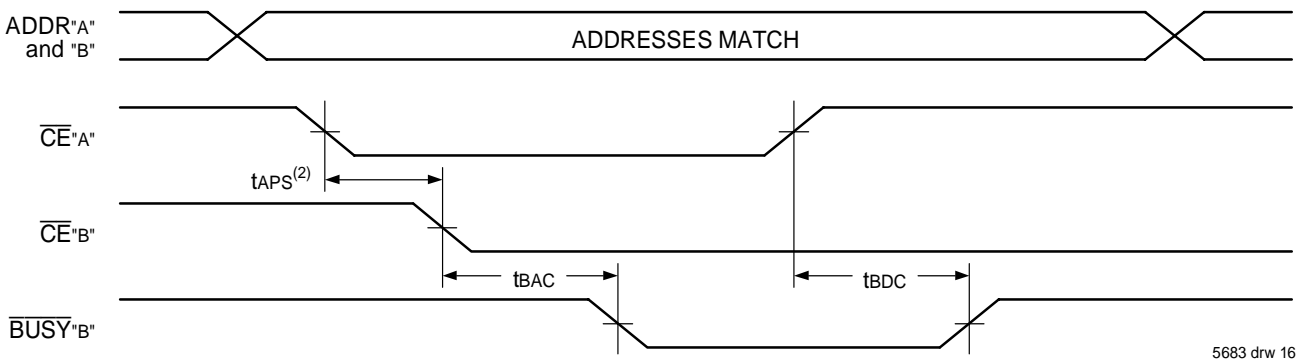 ADDR"A"
and "B"
ADDRESSES MATCH
CE"A"
tAPS(2)
CE"B"
tBAC
tBDC
BUSY"B"
5683 drw 16